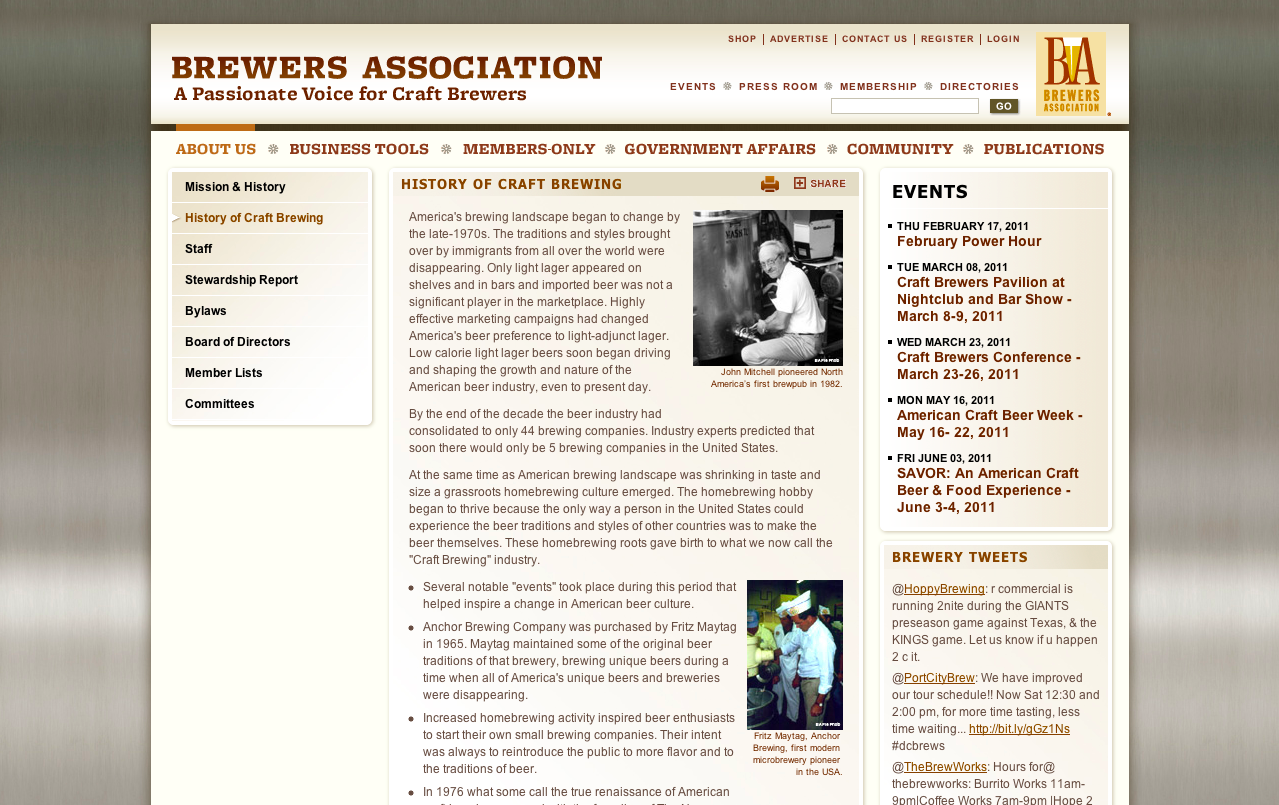 SHOP | ADVERTISE | CONTACT US | REGISTER | LOGIN
BREWERS ASSOCIATION
A Passionate Voice for Craft Brewers
EVENTS PRESS ROOM MEMBERSHIP DIRECTORIES
GO
BA
BREWERS
ASSOCIATION
ABOUT US BUSINESS TOOLS MEMBERS-ONLY GOVERNMENT AFFAIRS COMMUNITY PUBLICATIONS
Mission & History
History of Craft Brewing
Staff
Stewardship Report
Bylaws
Board of Directors
Member Lists
Committees
HISTORY OF CRAFT BREWING
SHARE
America's brewing landscape began to change by
the late-1970s. The traditions and styles brought
over by immigrants from all over the world were
disappearing. Only light lager appeared on
shelves and in bars and imported beer was not a
significant player in the marketplace. Highly
effective marketing campaigns had changed
America's beer preference to light-adjunct lager.
Low calorie light lager beers soon began driving
and shaping the growth and nature of the
American beer industry, even to present day.
John Mitchell pioneered North
America's first brewpub in 1982.
By the end of the decade the beer industry had
consolidated to only 44 brewing companies. Industry experts predicted that
soon there would only be 5 brewing companies in the United States.
At the same time as American brewing landscape was shrinking in taste and
size a grassroots homebrewing culture emerged. The homebrewing hobby
began to thrive because the only way a person in the United States could
experience the beer traditions and styles of other countries was to make the
beer themselves. These homebrewing roots gave birth to what we now call the
"Craft Brewing" industry.
Several notable "events" took place during this period that
helped inspire a change in American beer culture.
Anchor Brewing Company was purchased by Fritz Maytag
in 1965. Maytag maintained some of the original beer
traditions of that brewery, brewing unique beers during a
time when all of America's unique beers and breweries
were disappearing.
Increased homebrewing activity inspired beer enthusiasts
to start their own small brewing companies. Their intent
was always to reintroduce the public to more flavor and to
the traditions of beer.
In 1976 what some call the true renaissance of American
Fritz Maytag, Anchor
Brewing, first modern
microbrewery pioneer
in the USA.
EVENTS
THU FEBRUARY 17, 2011
February Power Hour
TUE MARCH 08, 2011
Craft Brewers Pavilion at
Nightclub and Bar Show -
March 8-9, 2011
WED MARCH 23, 2011
Craft Brewers Conference -
March 23-26, 2011
MON MAY 16, 2011
American Craft Beer Week -
May 16- 22, 2011
FRI JUNE 03, 2011
SAVOR: An American Craft
Beer & Food Experience -
June 3-4, 2011
BREWERY TWEETS
@HoppyBrewing: r commercial is
running 2nite during the GIANTS
preseason game against Texas, & the
KINGS game. Let us know if u happen
2 c it.
@PortCityBrew: We have improved
our tour schedule!! Now Sat 12:30 and
2:00 pm, for more time tasting, less
time waiting... http://bit.ly/gGz1Ns
#dcbrews
@TheBrewWorks: Hours for@
thebrewworks: Burrito Works 11am-
9pm|Coffee Works 7am-9pm |Hope 2